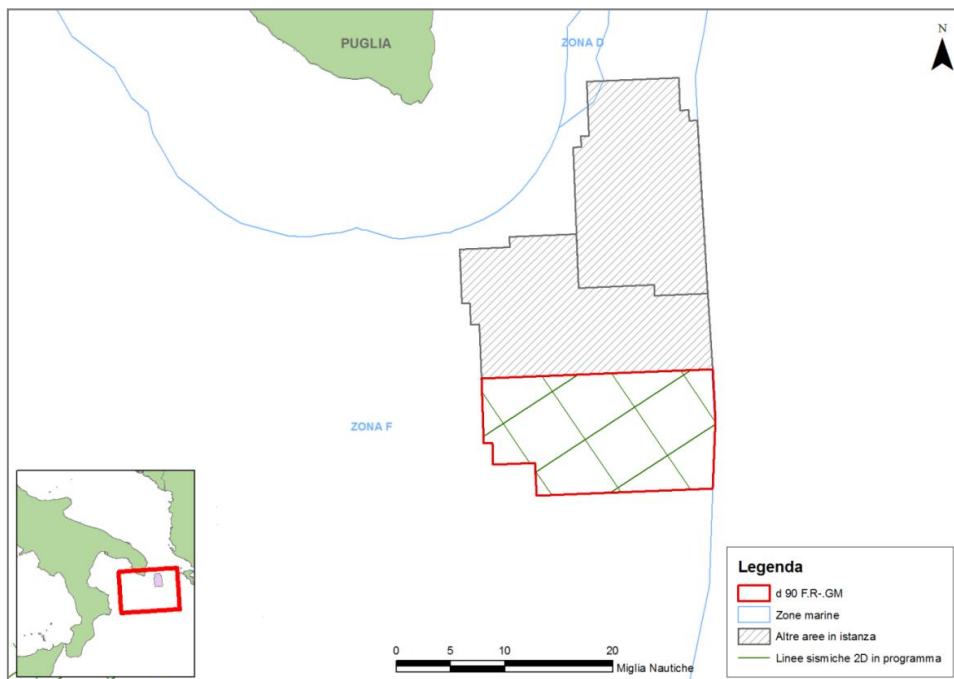 PUGLIA
ZONA D
N
ZONA F
Legenda
d 90 F.R-.GM
Zone marine
Altre aree in istanza
Linee sismiche 2D in programma
0 5 10 20
Miglia Nautiche